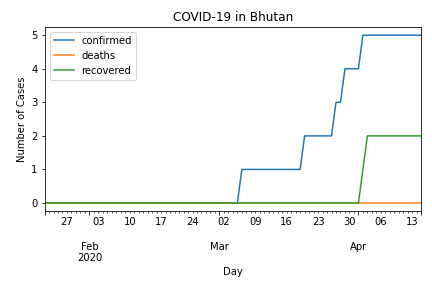 COVID-19 in Bhutan
confirmed
deaths
recovered
Number of Cases
5
4
3
2
1
0
27 03 10 17 24 02 09 16 23 30 06 13
Feb Mar Apr
2020
Day